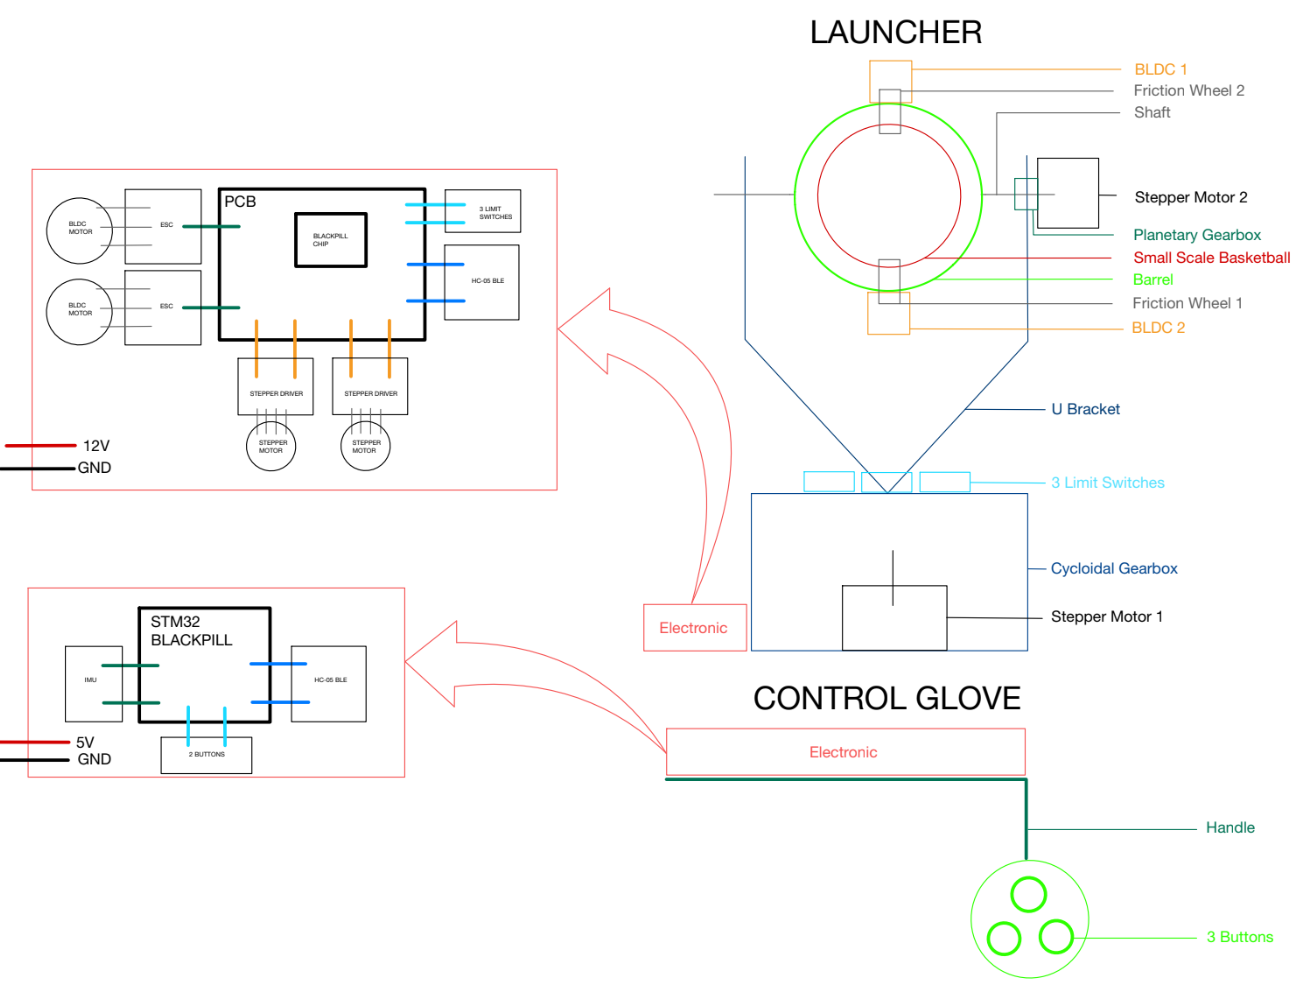 LAUNCHER
BLDC 1
Friction Wheel 2
Shaft
Stepper Motor 2
Planetary Gearbox
Small Scale Basketball
Barrel
Friction Wheel 1
BLDC 2
U Bracket
3 Limit Switches
Cycloidal Gearbox
Stepper Motor 1
Electronic
PCB
BLACKPILL
CHIP
BLDC
MOTOR
ESC
BLDC
MOTOR
ESC
3 LIMIT
SWITCHES
HC-05 BLE
STEPPER DRIVER
STEPPER DRIVER
STEPPER
MOTOR
STEPPER
MOTOR
12V
GND
CONTROL GLOVE
Electronic
Handle
3 Buttons
STM32
BLACKPILL
IMU
HC-05 BLE
2 BUTTONS
5V
GND